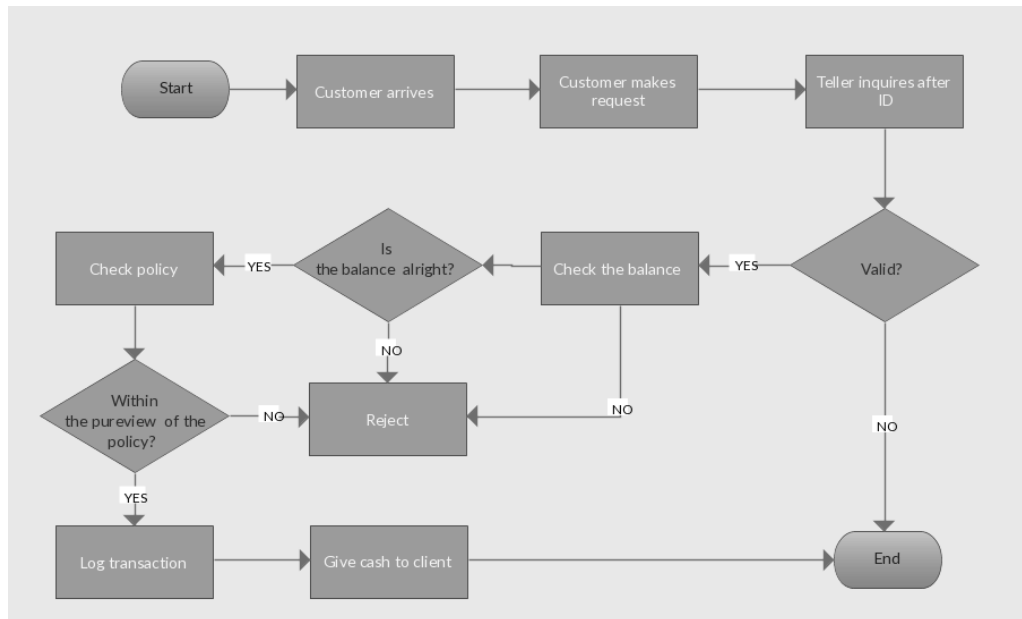 Start
Customer arrives
Customer makes
request
Teller inquires after
ID
Check policy
YES
Is
the balance alright?
Check the balance
YES
Valid?
NO
Within
the pureview of the
policy?
NO
Reject
NO
NO
YES
Log transaction
Give cash to client
End